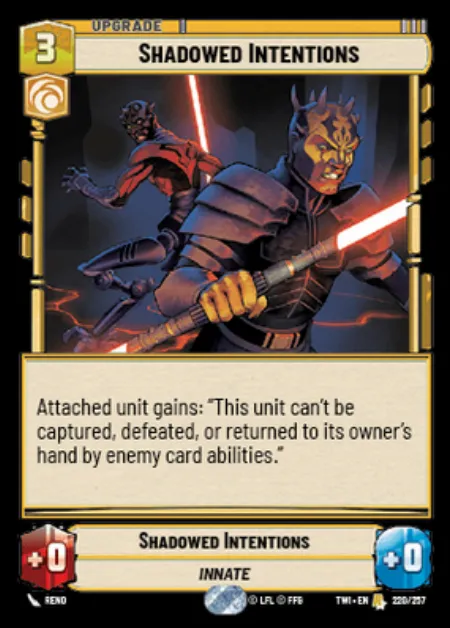 UPGRADE
3
SHADOWED INTENTIONS
Attached unit gains: “This unit can’t be
captured, defeated, or returned to its owner’s
hand by enemy card abilities.”
+0
SHADOWED INTENTIONS
+0
INNATE
RENO
© LFL © FFG
TWI • EN
220/257